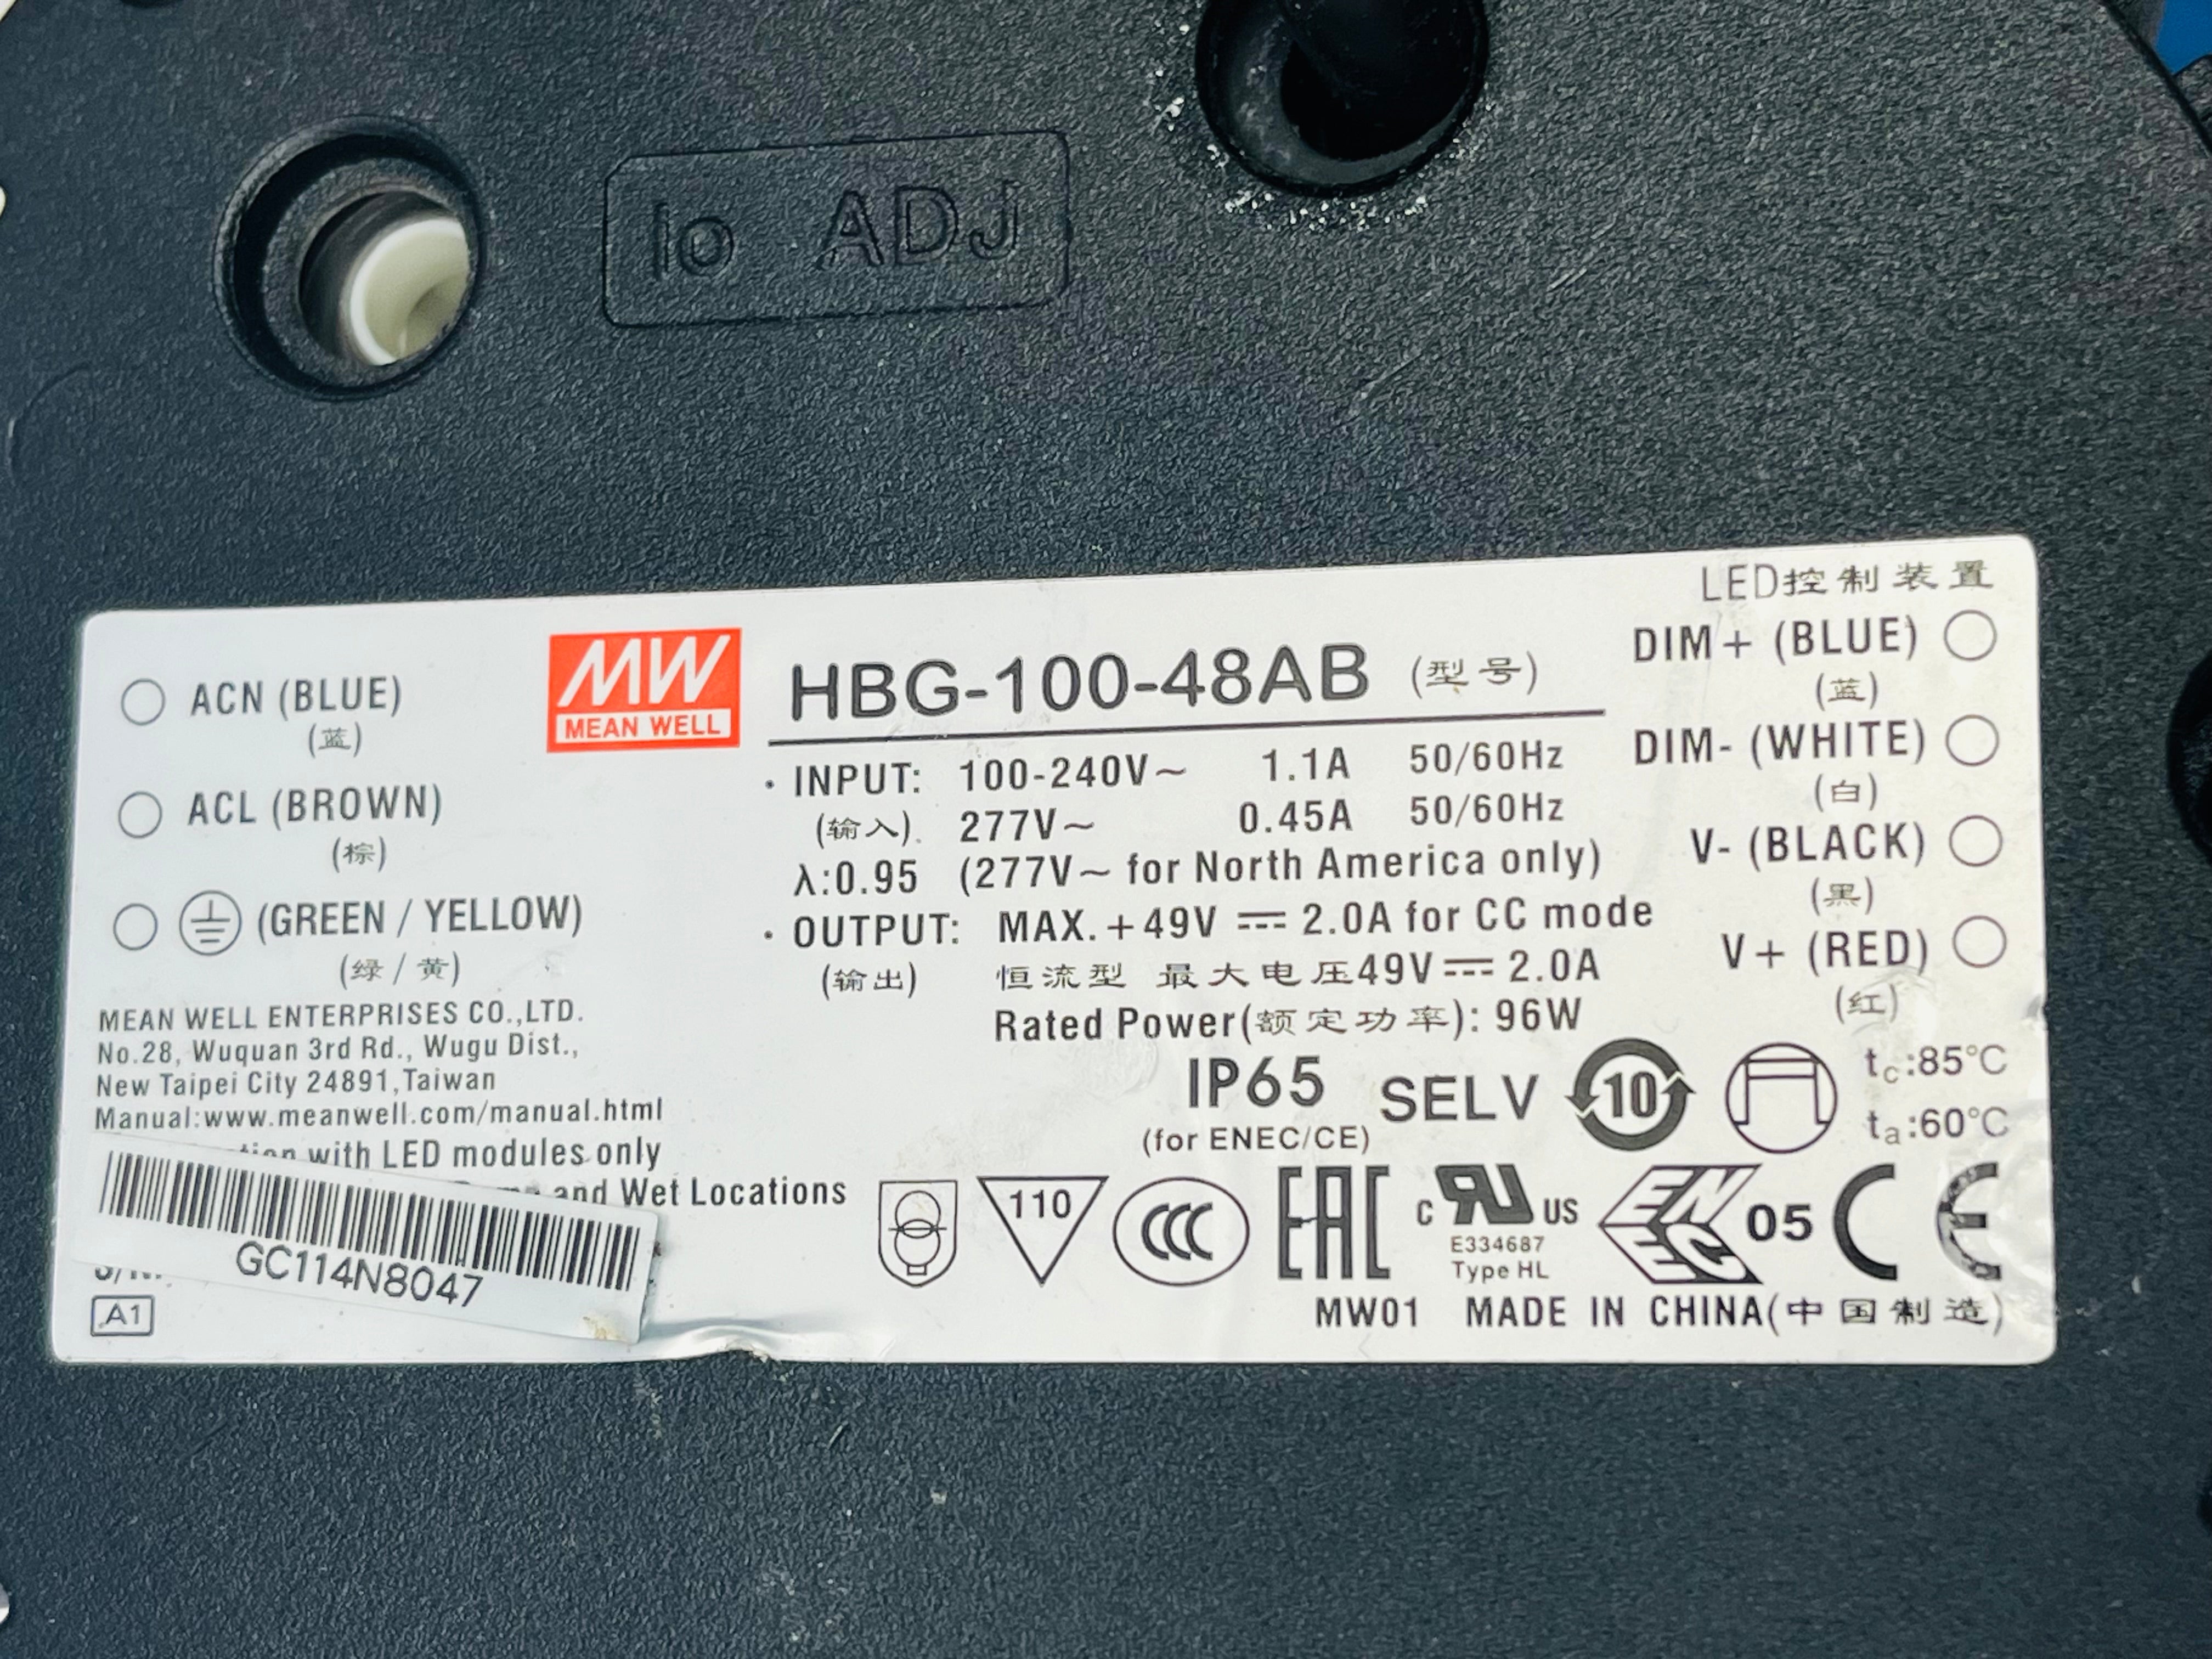 Io ADJ
LED控制装置
ACN (BLUE)
(蓝)
ACL (BROWN)
(棕)
(GREEN / YELLOW)
(绿 / 黄)
MEAN WELL ENTERPRISES CO.,LTD.
No.28, Wuquan 3rd Rd., Wugu Dist.,
New Taipei City 24891,Taiwan
Manual:www.meanwell.com/manual.html
with LED modules only
and Wet Locations
GC114N8047
A1
MW
MEAN WELL
HBG-100-48AB (型号)
· INPUT: 100-240V~ 1.1A 50/60Hz
(输入). 277V~ 0.45A 50/60Hz
λ:0.95 (277V~ for North America only)
· OUTPUT: MAX.+49V ⎓ 2.0A for CC mode
(输出) 恒流型 最大电压49V⎓ 2.0A
Rated Power(额定功率): 96W
IP65 SELV 10
(for ENEC/CE)
DIM+ (BLUE)
(蓝)
DIM- (WHITE)
(白)
V- (BLACK)
(黑)
V+ (RED)
(红)
tc:85°C
ta:60°C
110 CCC EAC c RU US ENEC 05 CE
E334687
Type HL
MW01 MADE IN CHINA(中国制造)